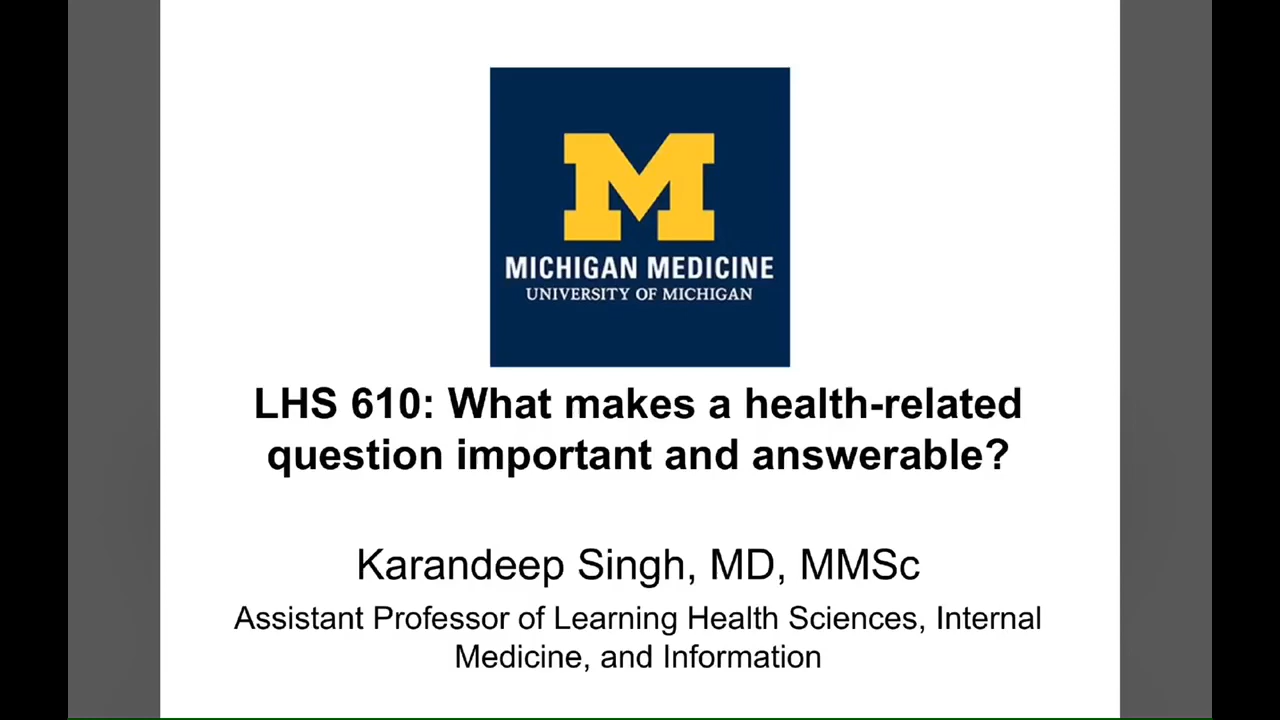 M
MICHIGAN MEDICINE
UNIVERSITY OF MICHIGAN
LHS 610: What makes a health-related
question important and answerable?
Karandeep Singh, MD, MMSc
Assistant Professor of Learning Health Sciences, Internal
Medicine, and Information